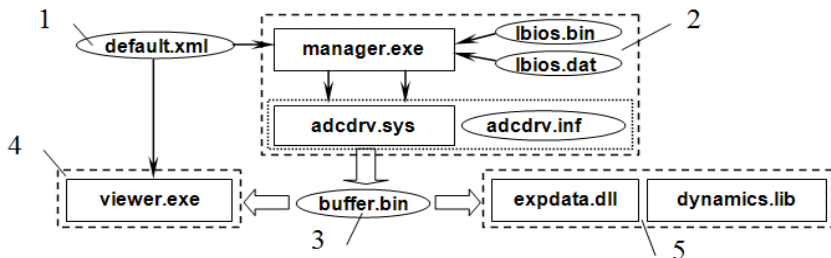 1
default.xml
manager.exe
lbios.bin
2
lbios.dat
adcdrv.sys
adcdrv.inf
4
viewer.exe
buffer.bin
expdata.dll
dynamics.lib
3
5